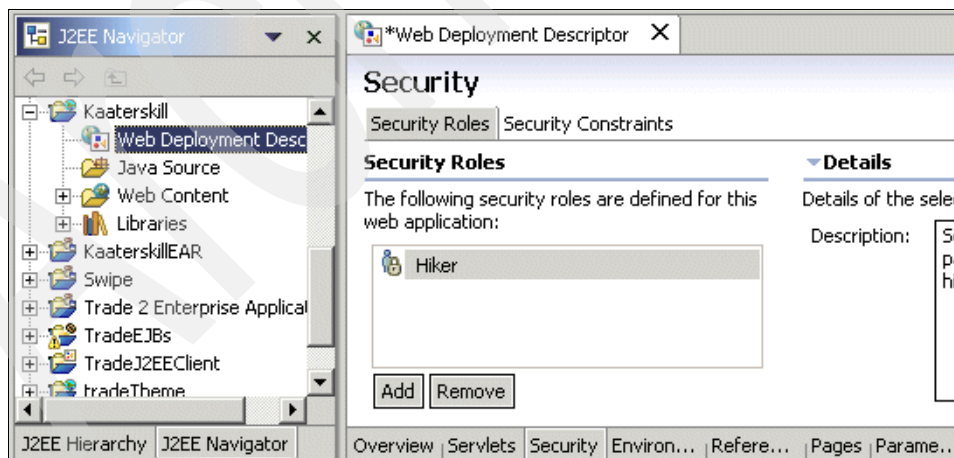 J2EE Navigator
Kaaterskill
Web Deployment Desc
Java Source
Web Content
Libraries
KaaterskillEAR
Swipe
Trade 2 Enterprise Applica
TradeEJBs
TradeJ2EEClient
tradeTheme
J2EE Hierarchy J2EE Navigator
*Web Deployment Descriptor
Security
Security Roles Security Constraints
Security Roles
The following security roles are defined for this
web application:
Hiker
Add Remove
Details
Details of the sele
Description:
Overview Servlets Security Environ... Refere... Pages Parame...